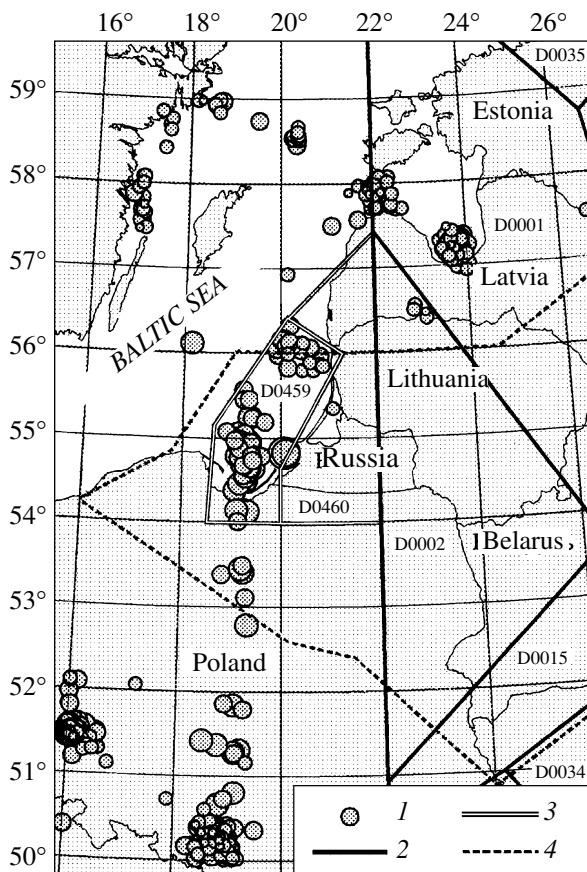 16° 18° 20° 22° 24° 26°
59°
58°
57°
56°
55°
54°
53°
52°
51°
50°
D0035
Estonia
D0001
Latvia
BALTIC SEA
Lithuania
D0459
Russia
D0460
D0002
Belarus
D0015
Poland
D0034
1 3
2 4